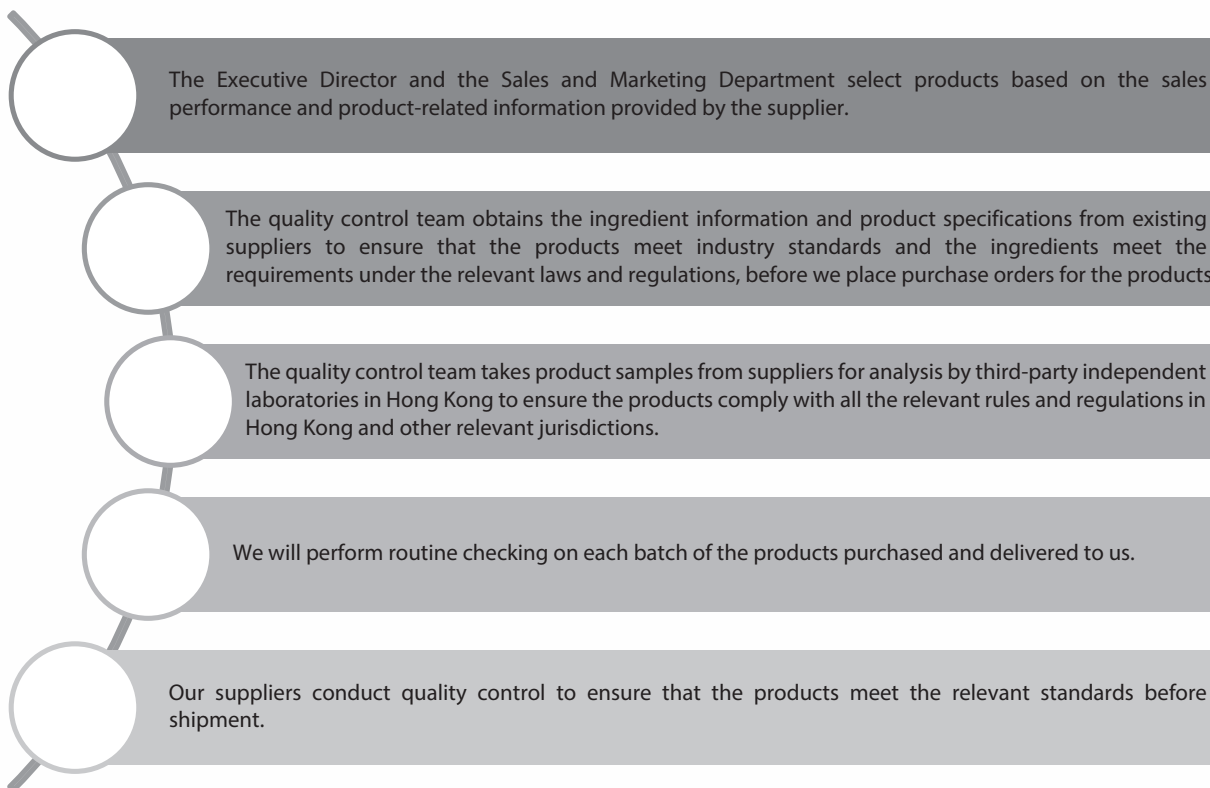 The Executive Director and the Sales and Marketing Department select products based on the sales
performance and product-related information provided by the supplier.
The quality control team obtains the ingredient information and product specifications from existing
suppliers to ensure that the products meet industry standards and the ingredients meet the
requirements under the relevant laws and regulations, before we place purchase orders for the products
The quality control team takes product samples from suppliers for analysis by third-party independent
laboratories in Hong Kong to ensure the products comply with all the relevant rules and regulations in
Hong Kong and other relevant jurisdictions.
We will perform routine checking on each batch of the products purchased and delivered to us.
Our suppliers conduct quality control to ensure that the products meet the relevant standards before
shipment.